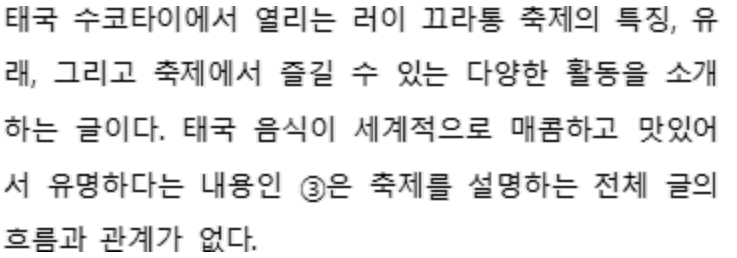 태국 수코타이에서 열리는 러이 끄라통 축제의 특징, 유
래, 그리고 축제에서 즐길 수 있는 다양한 활동을 소개
하는 글이다. 태국 음식이 세계적으로 매콤하고 맛있어
서 유명하다는 내용인 ③은 축제를 설명하는 전체 글의
흐름과 관계가 없다.